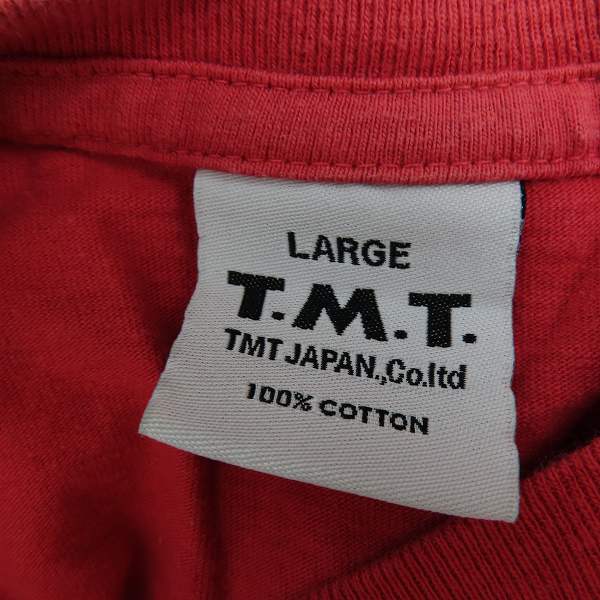 LARGE
T.M.T.
TMT JAPAN.,Co.ltd
100% COTTON